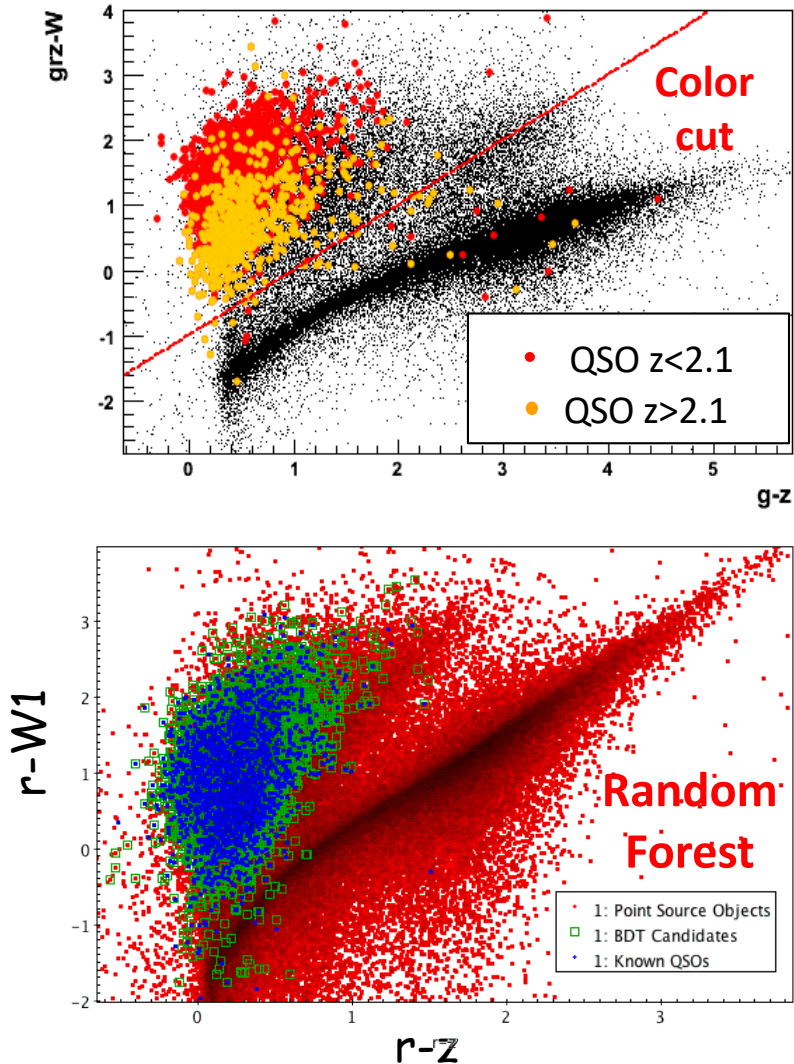 4
3
2
1
0
-1
-2
grz-W
Color
cut
QSO z<2.1
QSO z>2.1
0 1 2 3 4 5
g-z
3
2
1
0
-1
-2
r-W1
Random
Forest
1: Point Source Objects
1: BDT Candidates
1: Known QSOs
0 1 2 3
r-z